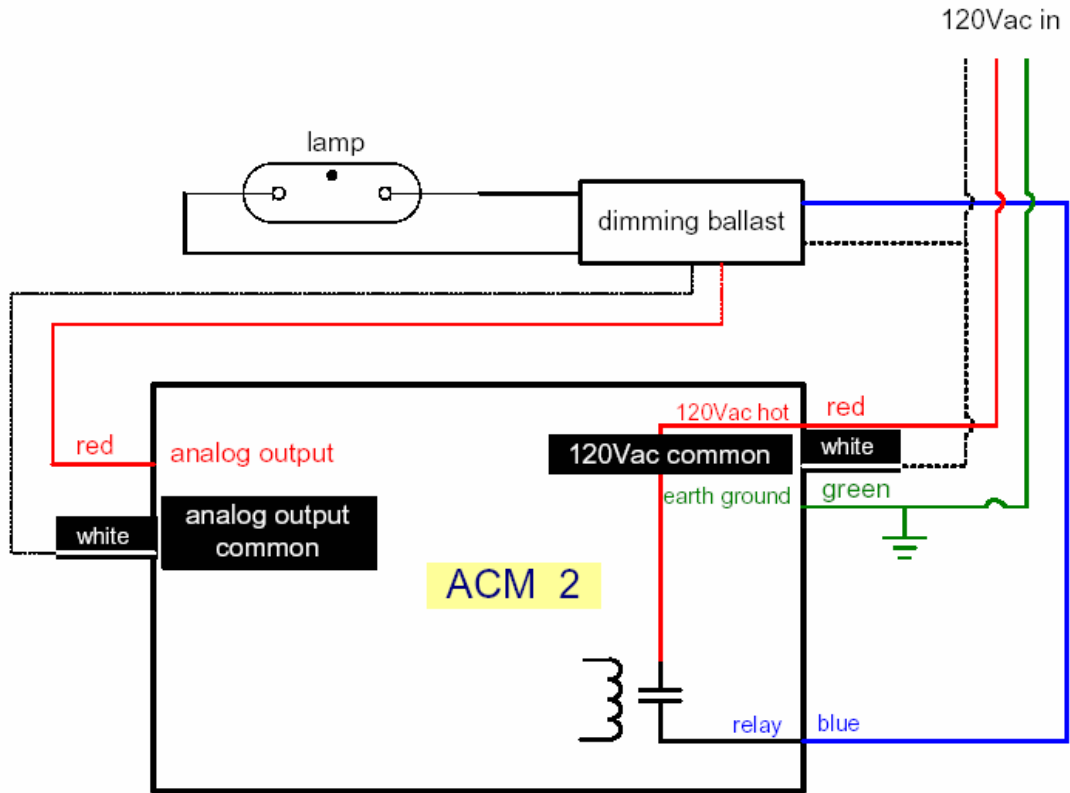 120Vac in
lamp
dimming ballast
120Vac hot
red
red
analog output
120Vac common
white
earth ground
green
analog output
common
white
ACM 2
relay
blue